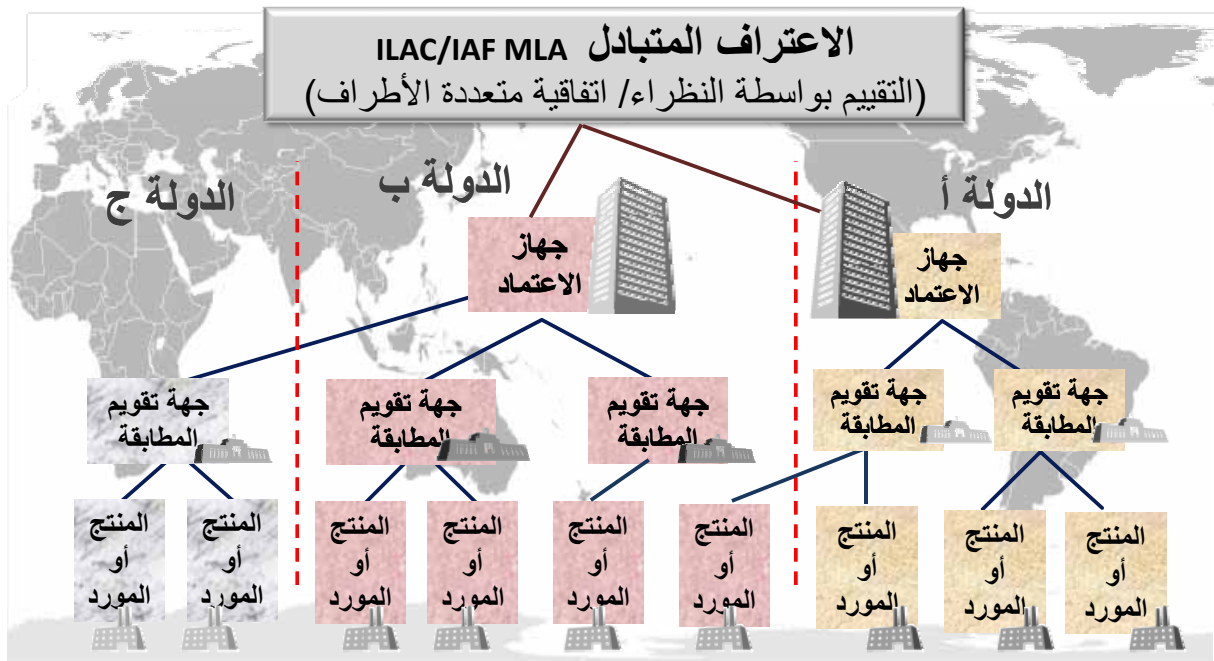 الاعتراف المتبادل ILAC/IAF MLA
(التقييم بواسطة النظراء/ اتفاقية متعددة الأطراف)
الدولة أ
الدولة ب
الدولة ج
جهاز
الاعتماد
جهاز
الاعتماد
جهة تقويم
المطابقة
جهة تقويم
المطابقة
جهة تقويم
المطابقة
جهة تقويم
المطابقة
جهة تقويم
المطابقة
المنتج
أو
المورد
المنتج
أو
المورد
المنتج
أو
المورد
المنتج
أو
المورد
المنتج
أو
المورد
المنتج
أو
المورد
المنتج
أو
المورد
المنتج
أو
المورد
المنتج
أو
المورد